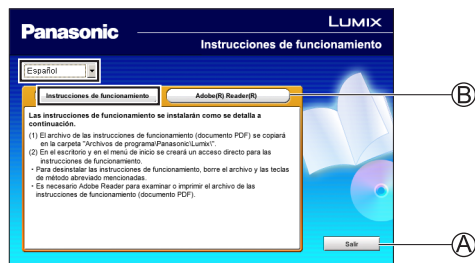 Panasonic
LUMIX
Instrucciones de funcionamiento
Español
Instrucciones de funcionamiento
Adobe(R) Reader(R)
B
Las instrucciones de funcionamiento se instalarán como se detalla a
continuación.
(1) El archivo de las instrucciones de funcionamiento (documento PDF) se copiará
en la carpeta "Archivos de programa\Panasonic\Lumix\".
(2) En el escritorio y en el menú de inicio se creará un acceso directo para las
instrucciones de funcionamiento.
・Para desinstalar las instrucciones de funcionamiento, borre el archivo y las teclas
de método abreviado mencionadas.
・Es necesario Adobe Reader para examinar o imprimir el archivo de las
instrucciones de funcionamiento (documento PDF).
Salir
A